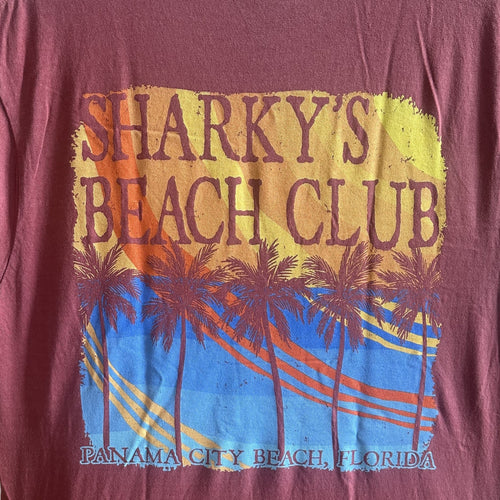 SHARKY'S
BEACH CLUB
PANAMA CITY BEACH, FLORIDA